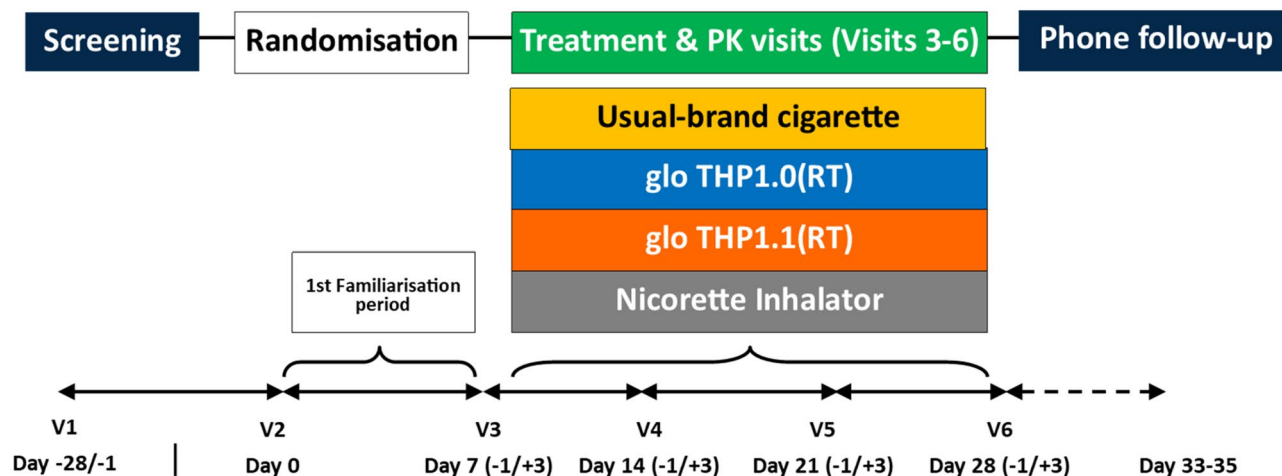 Screening
Randomisation
Treatment & PK visits (Visits 3-6)
Phone follow-up
Usual-brand cigarette
glo THP1.0(RT)
glo THP1.1(RT)
Nicorette Inhalator
1st Familiarisation
period
V1
V2
V3
V4
V5
V6
Day -28/-1
Day 0
Day 7 (-1/+3)
Day 14 (-1/+3)
Day 21 (-1/+3)
Day 28 (-1/+3)
Day 33-35